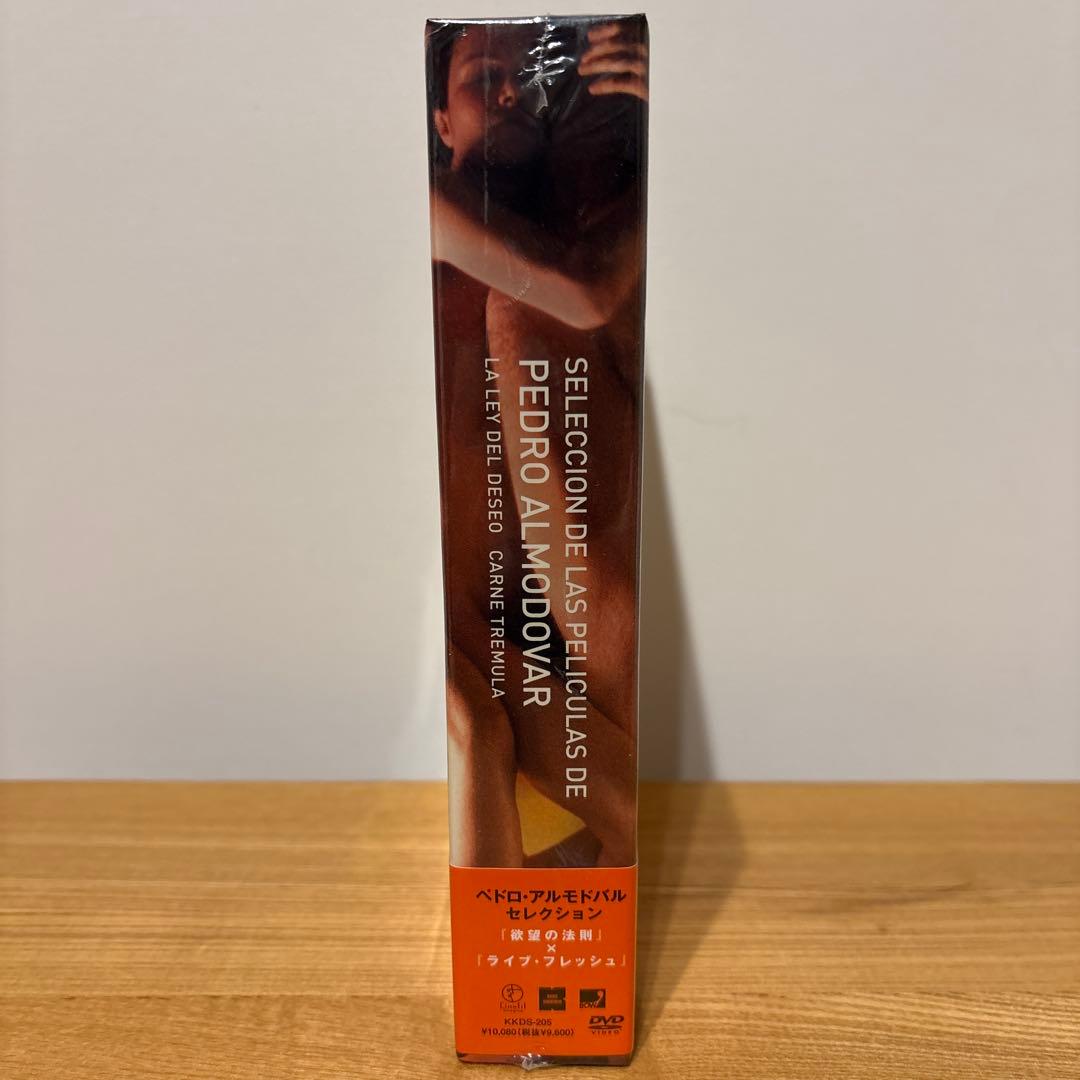 SELECCION DE LAS PELICULAS DE
PEDRO ALMODOVAR
LA LEY DEL DESEO CARNE TREMULA
ペドロ・アルモドバル
セレクション
『欲望の法則』
×
『ライブ・フレッシュ』
KKDS-205
¥10,080(税抜¥9,600)
DVD
VIDEO